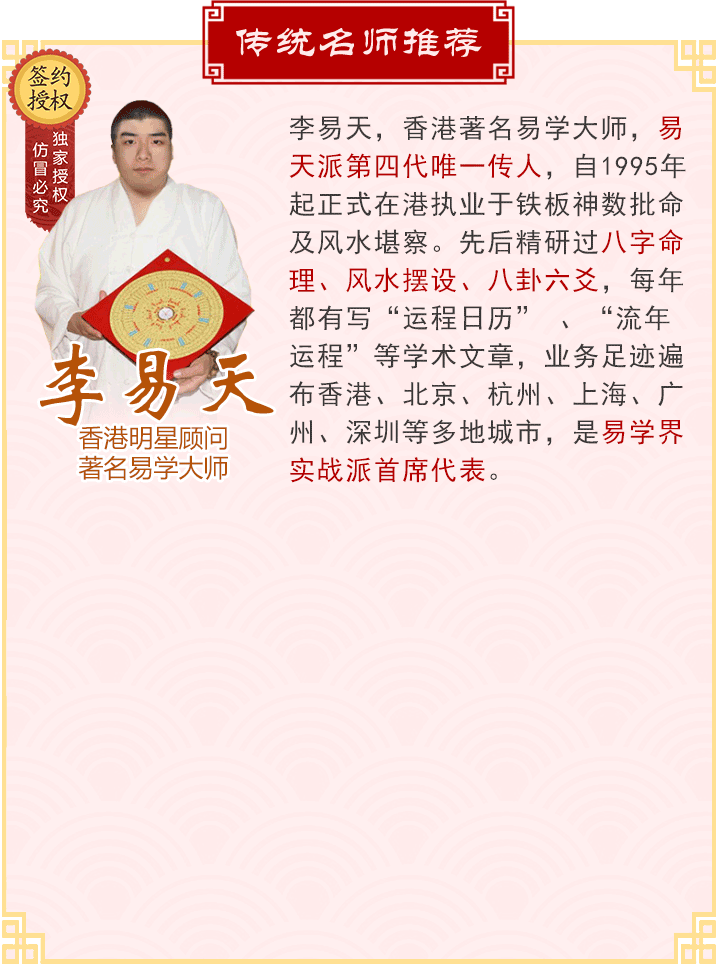 传统名师推荐
签约
授权
独家授权
仿冒必究
李易天，香港著名易学大师，易
天派第四代唯一传人，自1995年
起正式在港执业于铁板神数批命
及风水堪察。先后精研过八字命
理、风水摆设、八卦六爻，每年
都有写“运程日历” 、“流年
运程”等学术文章，业务足迹遍
布香港、北京、杭州、上海、广
州、深圳等多地城市，是易学界
实战派首席代表。
李易天
香港明星顾问
著名易学大师